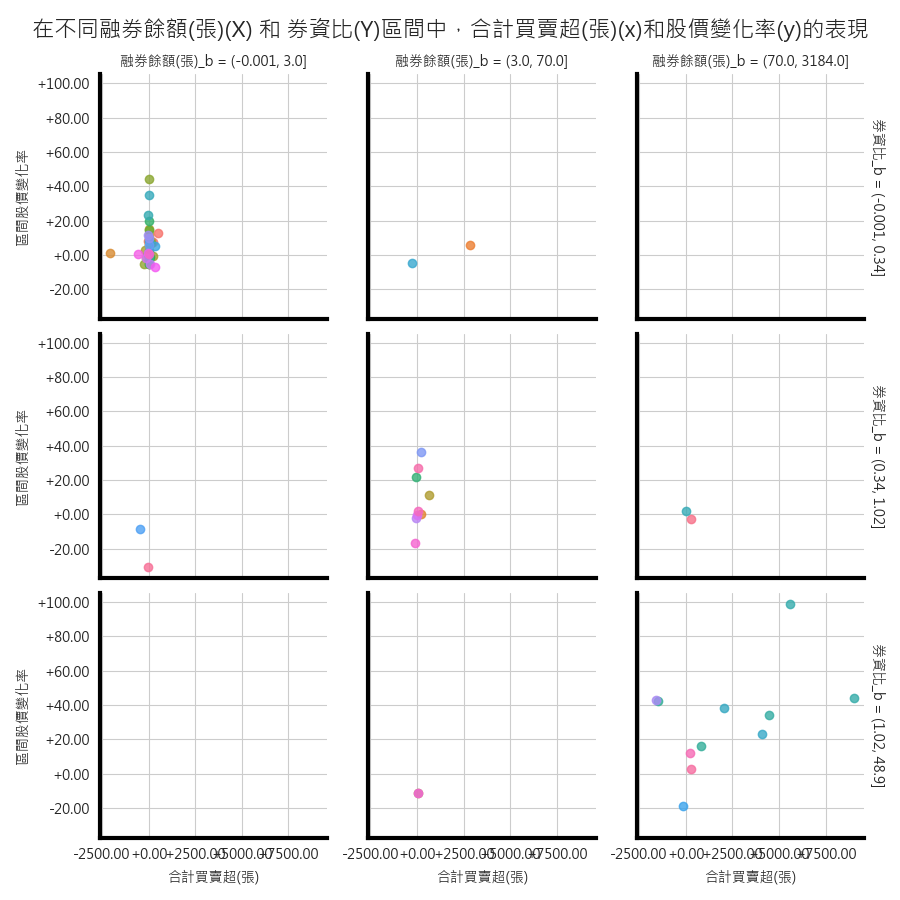 在不同融券餘額(張)(X) 和 券資比(Y)區間中，合計買賣超(張)(x)和股價變化率(y)的表現
融券餘額(張)_b = (-0.001, 3.0]
融券餘額(張)_b = (3.0, 70.0]
融券餘額(張)_b = (70.0, 3184.0]
+100.00
+80.00
+60.00
+40.00
+20.00
+0.00
-20.00
區間股價變化率
券資比_b = (-0.001, 0.34]
+100.00
+80.00
+60.00
+40.00
+20.00
+0.00
-20.00
區間股價變化率
券資比_b = (0.34, 1.02]
+100.00
+80.00
+60.00
+40.00
+20.00
+0.00
-20.00
區間股價變化率
券資比_b = (1.02, 48.9]
-2500.00 +0.00 +2500.00 +5000.00 +7500.00
-2500.00 +0.00 +2500.00 +5000.00 +7500.00
-2500.00 +0.00 +2500.00 +5000.00 +7500.00
合計買賣超(張)
合計買賣超(張)
合計買賣超(張)